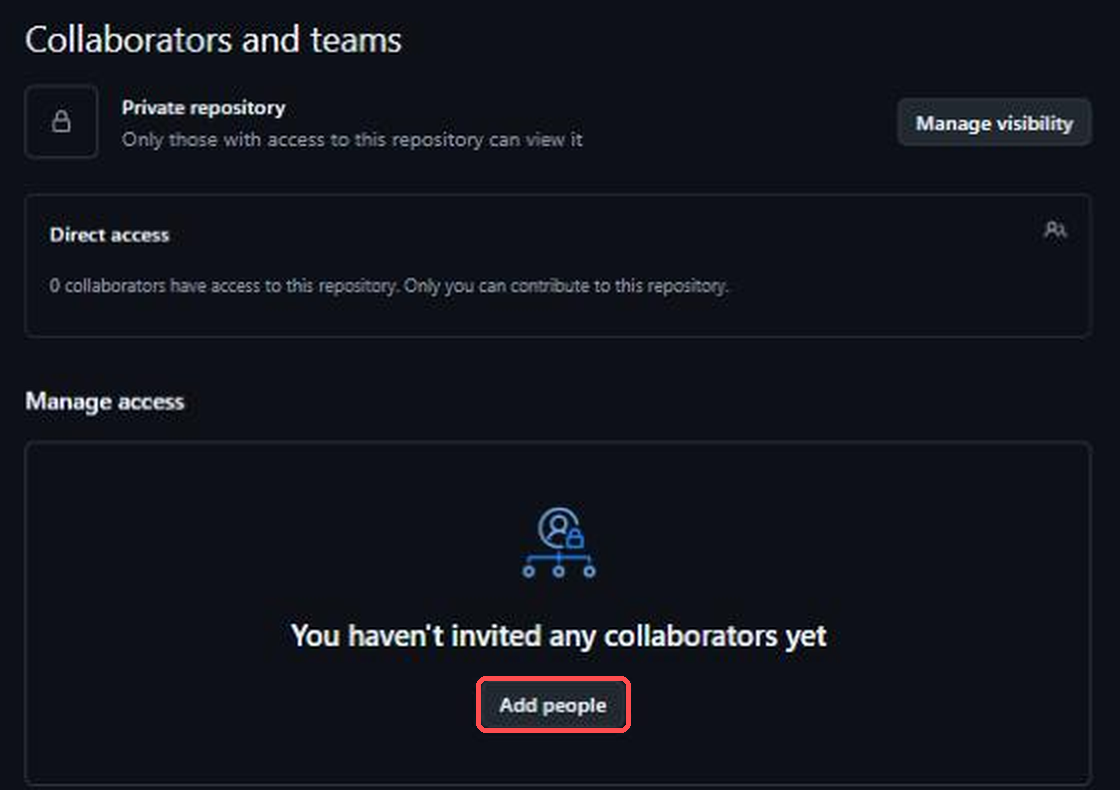 Collaborators and teams
Private repository
Only those with access to this repository can view it
Manage visibility
Direct access
0 collaborators have access to this repository. Only you can contribute to this repository.
Manage access
You haven't invited any collaborators yet
Add people